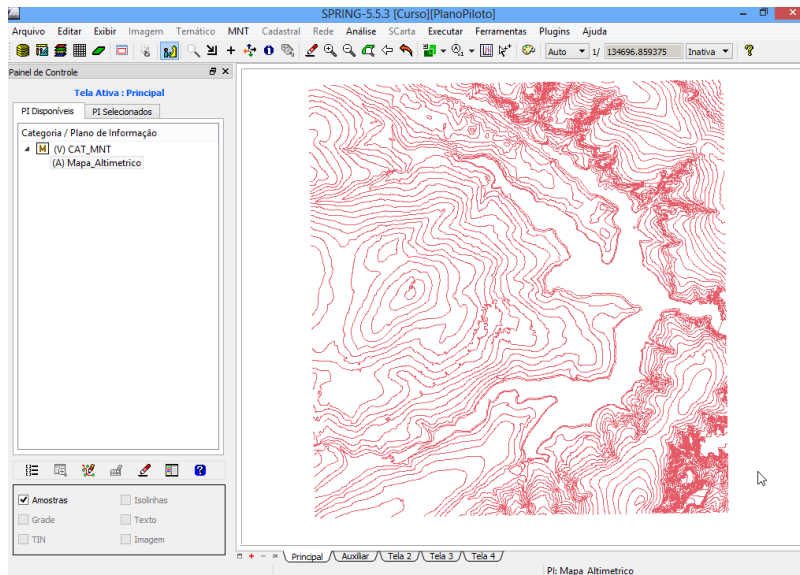 SPRING-5.5.3 [Curso][PlanoPiloto]
Arquivo Editar Exibir Imagem Temático MNT Cadastral Rede Análise SCarta Executar Ferramentas Plugins Ajuda
Auto 1/ 134696.859375 Inativa
Painel de Controle
Tela Ativa : Principal
PI Disponíveis PI Selecionados
Categoria / Plano de Informação
M (V) CAT_MNT
(A) Mapa_Altimetrico
Amostras Isolinhas
Grade Texto
TIN Imagem
Principal Auxiliar Tela 2 Tela 3 Tela 4
PI: Mapa_Altimetrico